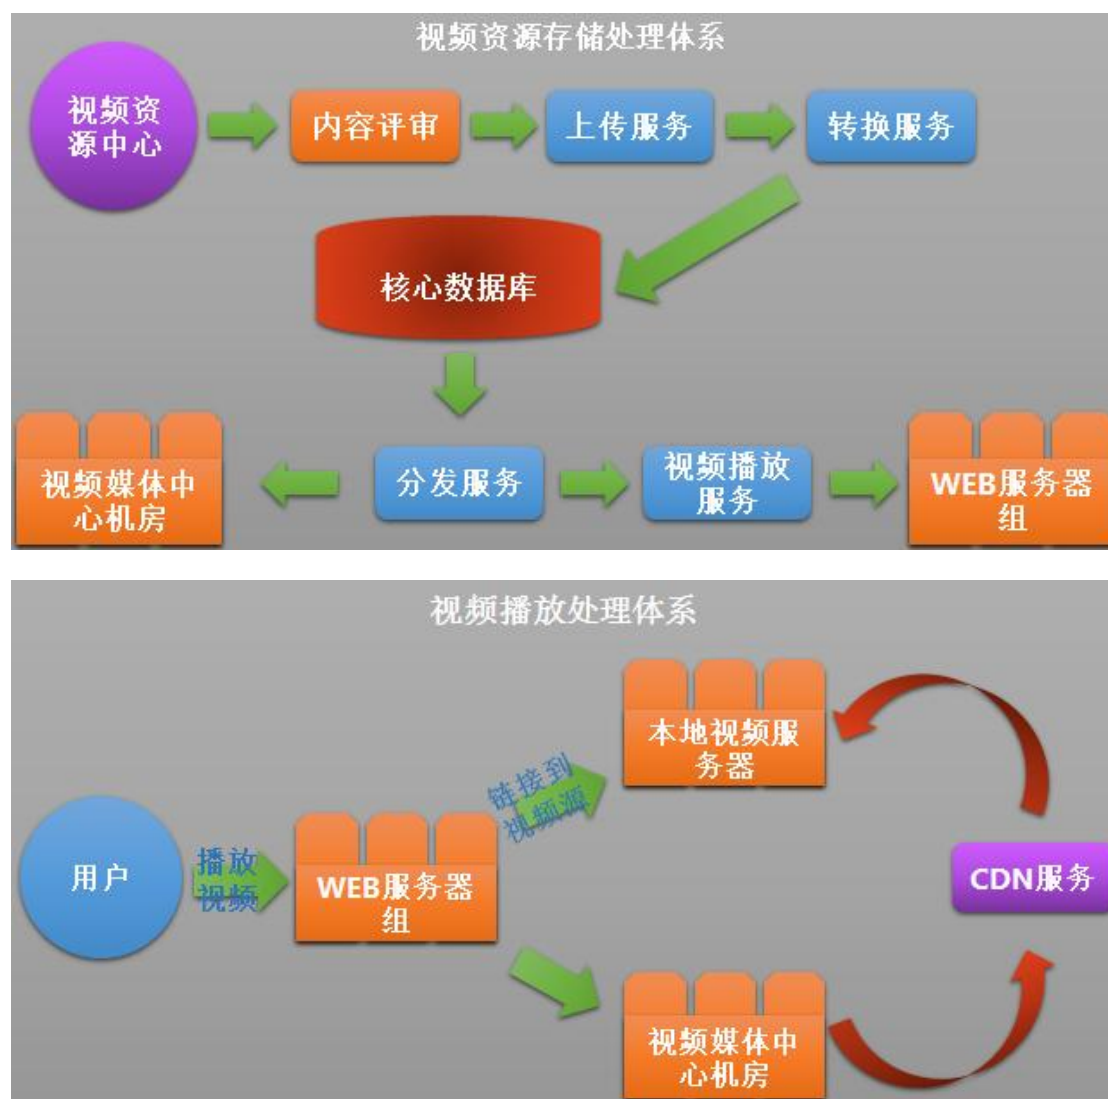 视频资源存储处理体系
视频资
源中心
内容评审
上传服务
转换服务
核心数据库
视频媒体中
心机房
分发服务
视频播放
服务
WEB服务器
组
视频播放处理体系
用户
播放
视频
WEB服务器
组
链接到
视频源
本地视频服
务器
CDN服务
视频媒体中
心机房